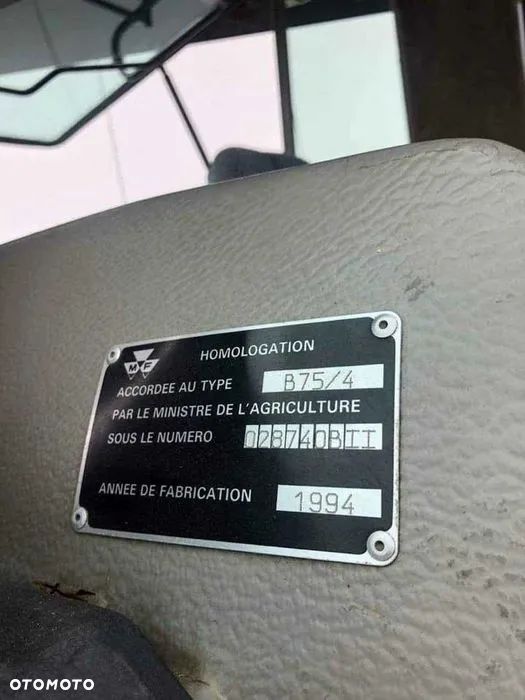 MF
HOMOLOGATION
ACCORDEE AU TYPE B75/4
PAR LE MINISTRE DE L'AGRICULTURE
SOUS LE NUMERO 028740BII
ANNEE DE FABRICATION 1994
OTOMOTO